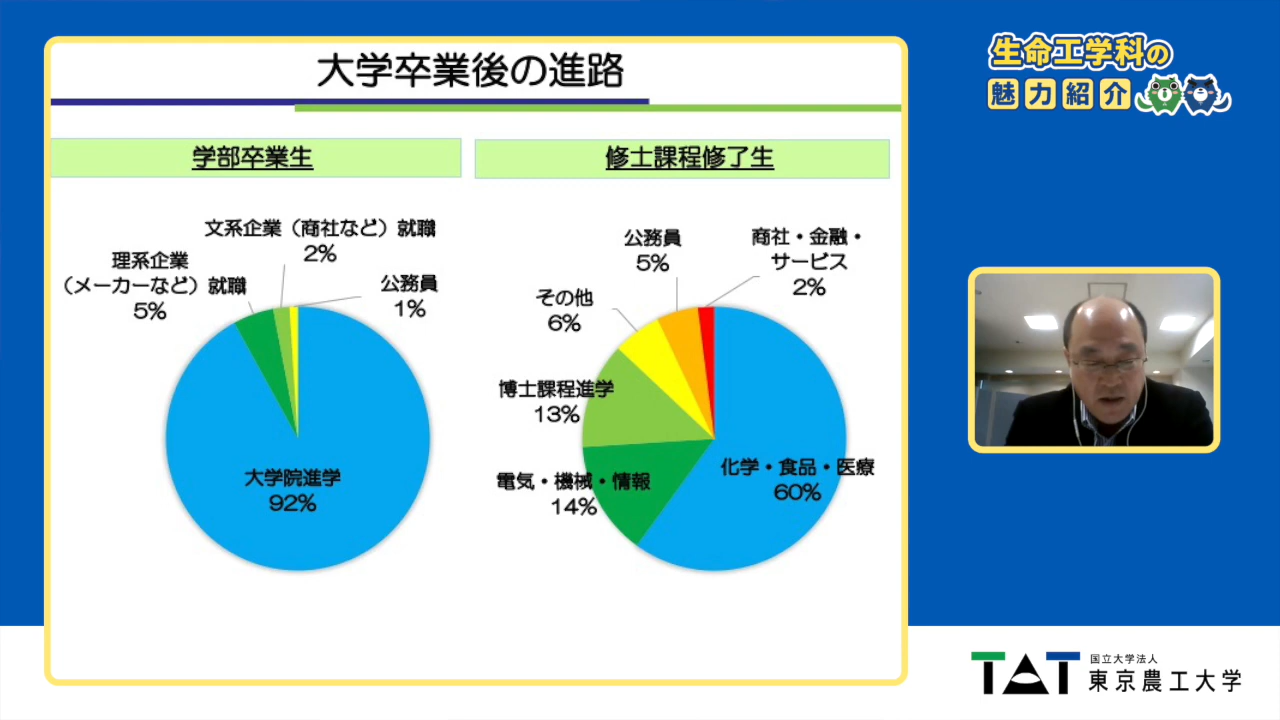 大学卒業後の進路
学部卒業生
文系企業（商社など）就職
2%
理系企業
（メーカーなど）就職
5%
公務員
1%
大学院進学
92%
修士課程修了生
公務員
5%
商社・金融・
サービス
2%
その他
6%
博士課程進学
13%
電気・機械・情報
14%
化学・食品・医療
60%
生命工学科の
魅力紹介
TAT
国立大学法人
東京農工大学